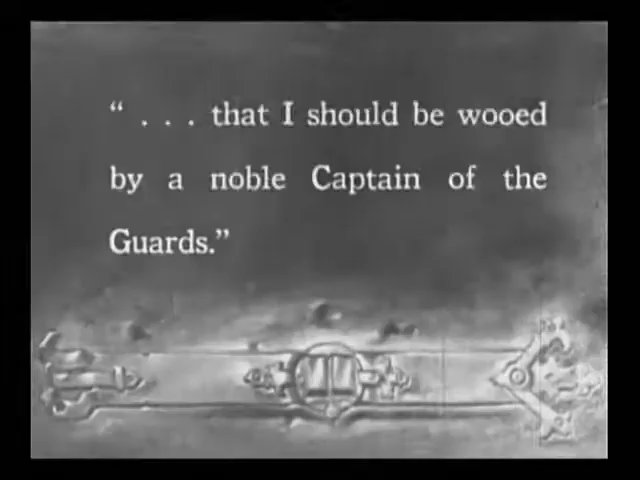 “ . . . that I should be wooed
by a noble Captain of the
Guards.”